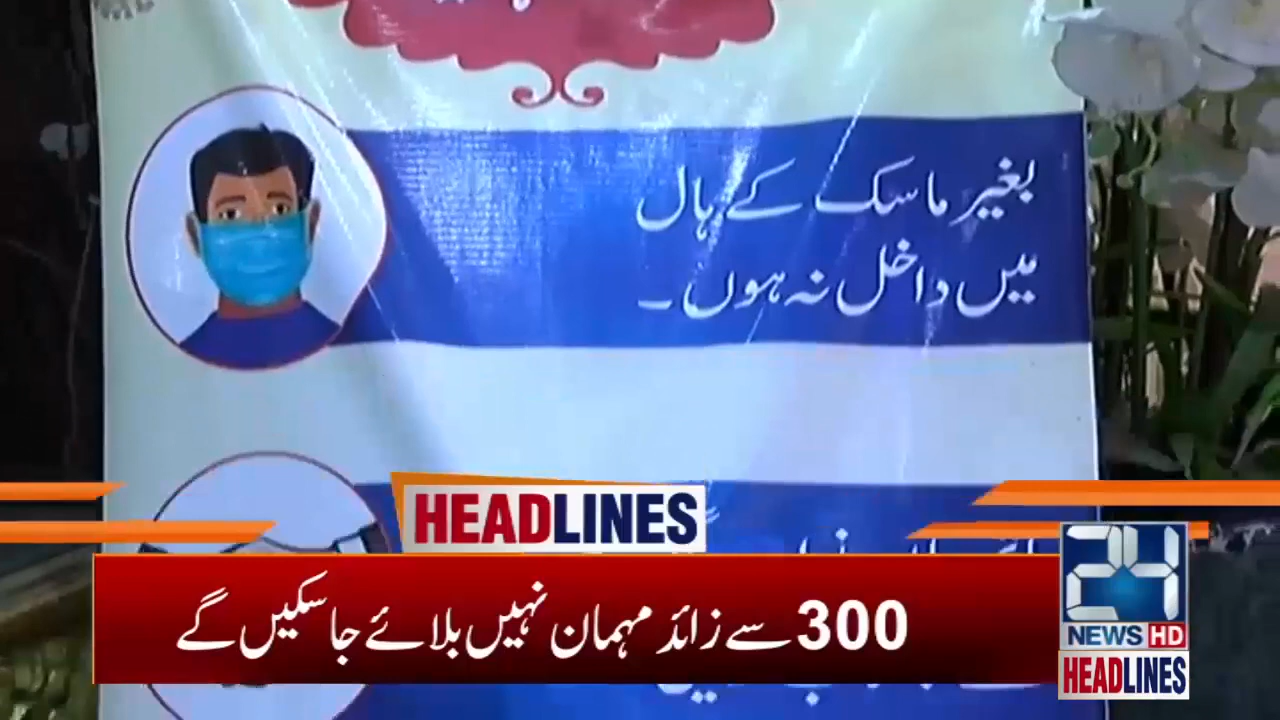 بغیر ماسک کے ہال
میں داخل نہ ہوں۔
HEADLINES
300 سے زائد مہمان نہیں بلائے جا سکیں گے
24
NEWS HD
HEADLINES